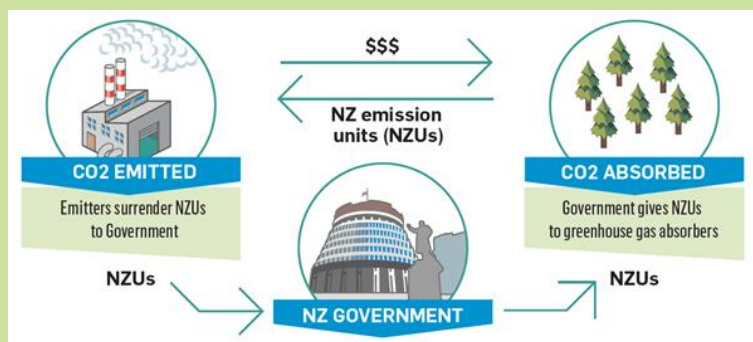 $$$
NZ emission
units (NZUs)
CO2 EMITTED
Emitters surrender NZUs
to Government
CO2 ABSORBED
Government gives NZUs
to greenhouse gas absorbers
NZUs
NZUs
NZ GOVERNMENT